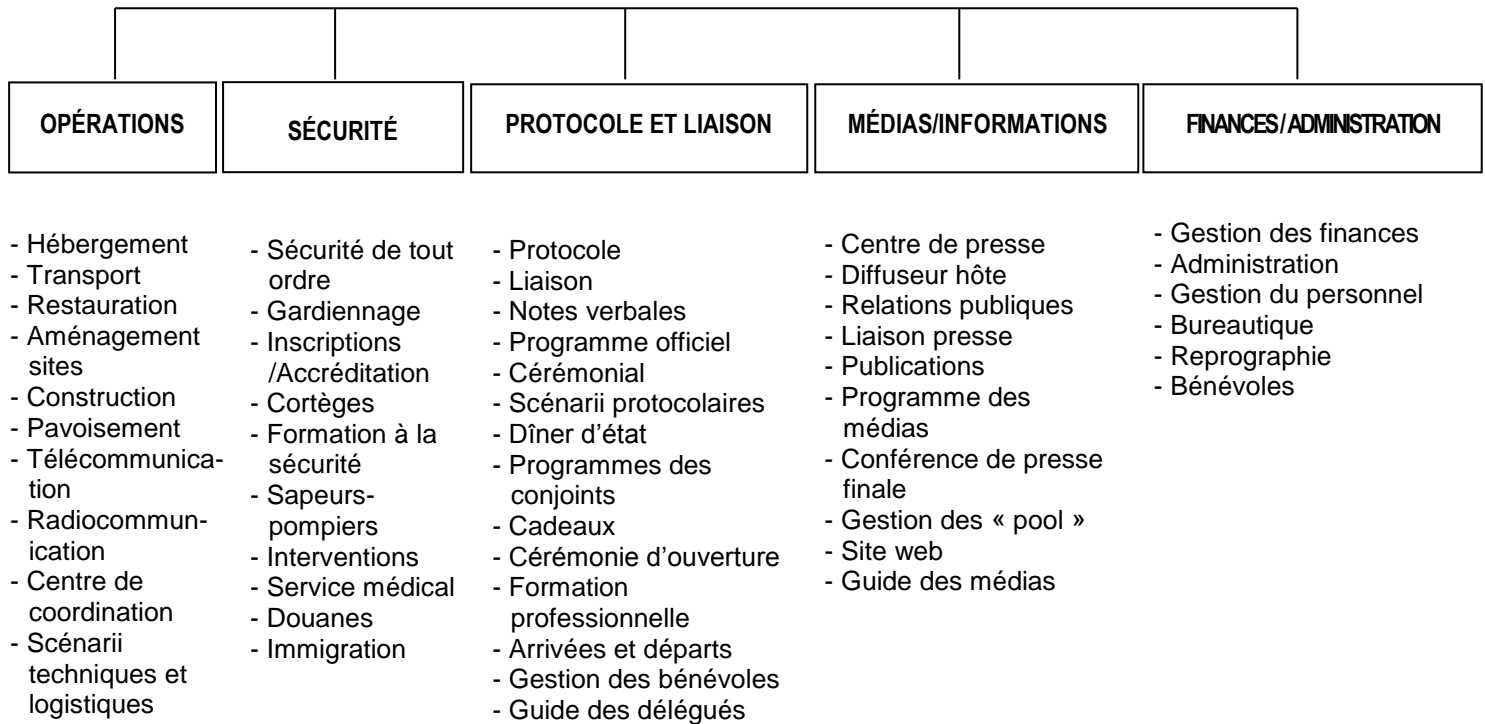 OPÉRATIONS
SÉCURITÉ
PROTOCOLE ET LIAISON
MÉDIAS/INFORMATIONS
FINANCES/ADMINISTRATION
- Hébergement
- Transport
- Restauration
- Aménagement
sites
- Construction
- Pavoisement
- Télécommunica-
tion
- Radiocommun-
ication
- Centre de
coordination
- Scénarii
techniques et
logistiques
- Sécurité de tout
ordre
- Gardiennage
- Inscriptions
/Accréditation
- Cortèges
- Formation à la
sécurité
- Sapeurs-
pompiers
- Interventions
- Service médical
- Douanes
- Immigration
- Protocole
- Liaison
- Notes verbales
- Programme officiel
- Cérémonial
- Scénarii protocolaires
- Dîner d’état
- Programmes des
conjoints
- Cadeaux
- Cérémonie d’ouverture
- Formation
professionnelle
- Arrivées et départs
- Gestion des bénévoles
- Guide des délégués
- Centre de presse
- Diffuseur hôte
- Relations publiques
- Liaison presse
- Publications
- Programme des
médias
- Conférence de presse
finale
- Gestion des « pool »
- Site web
- Guide des médias
- Gestion des finances
- Administration
- Gestion du personnel
- Bureautique
- Reprographie
- Bénévoles